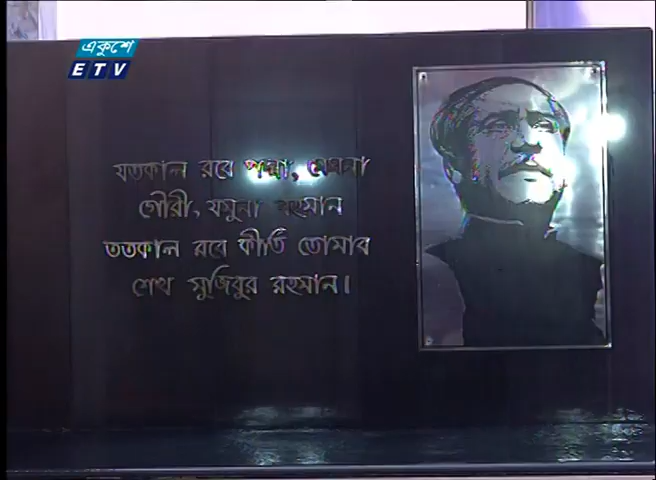 একুশে
ETV
যতকাল রবে পদ্মা, মেঘনা
গৌরী, যমুনা বহমান
ততকাল রবে কীর্তি তোমার
শেখ মুজিবুর রহমান।